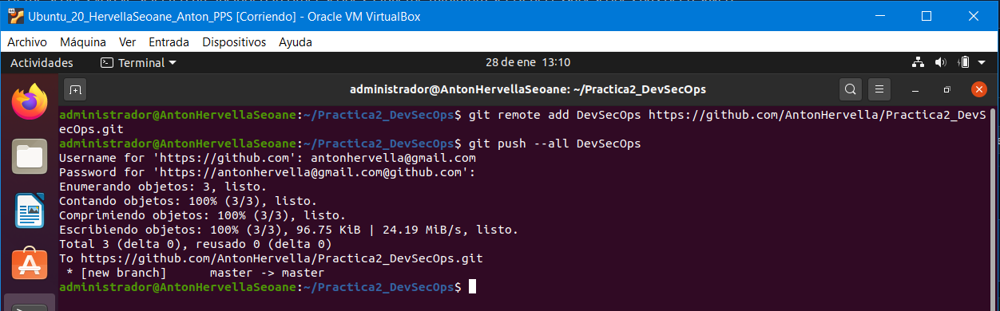 Ubuntu_20_HervellaSeoane_Anton_PPS [Corriendo] - Oracle VM VirtualBox
Archivo Máquina Ver Entrada Dispositivos Ayuda
Actividades Terminal 28 de ene 13:10
administrador@AntonHervellaSeoane: ~/Practica2_DevSecOps
administrador@AntonHervellaSeoane:~/Practica2_DevSecOps$ git remote add DevSecOps https://github.com/AntonHervella/Practica2_DevS
ecOps.git
administrador@AntonHervellaSeoane:~/Practica2_DevSecOps$ git push --all DevSecOps
Username for 'https://github.com': antonhervella@gmail.com
Password for 'https://antonhervella@gmail.com@github.com':
Enumerando objetos: 3, listo.
Contando objetos: 100% (3/3), listo.
Comprimiendo objetos: 100% (3/3), listo.
Escribiendo objetos: 100% (3/3), 96.75 KiB | 24.19 MiB/s, listo.
Total 3 (delta 0), reusado 0 (delta 0)
To https://github.com/AntonHervella/Practica2_DevSecOps.git
 * [new branch]      master -> master
administrador@AntonHervellaSeoane:~/Practica2_DevSecOps$